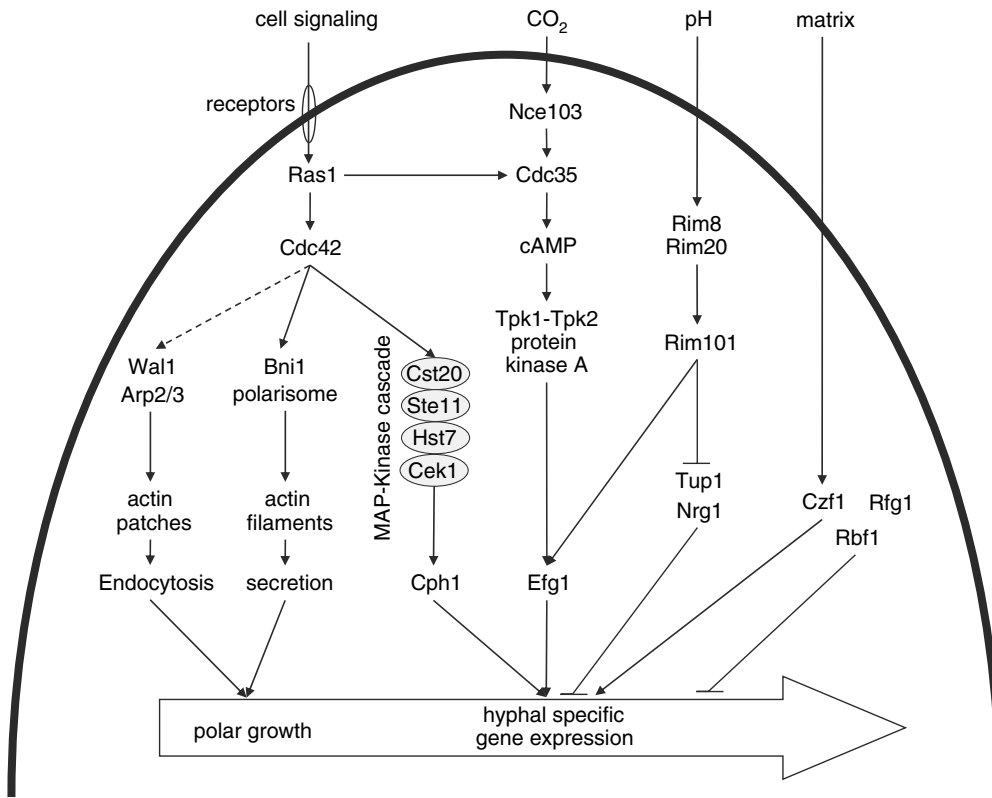 cell signaling
CO2
pH
matrix
receptors
Nce103
Ras1
Cdc35
Rim8
Rim20
Cdc42
cAMP
Tpk1-Tpk2
protein
kinase A
Rim101
Wal1
Arp2/3
Bni1
polarisome
MAP-Kinase cascade
Cst20
Ste11
Hst7
Cek1
Tup1
Nrg1
Czf1
Rfg1
Rbf1
actin
patches
actin
filaments
Endocytosis
secretion
Cph1
Efg1
polar growth
hyphal specific
gene expression